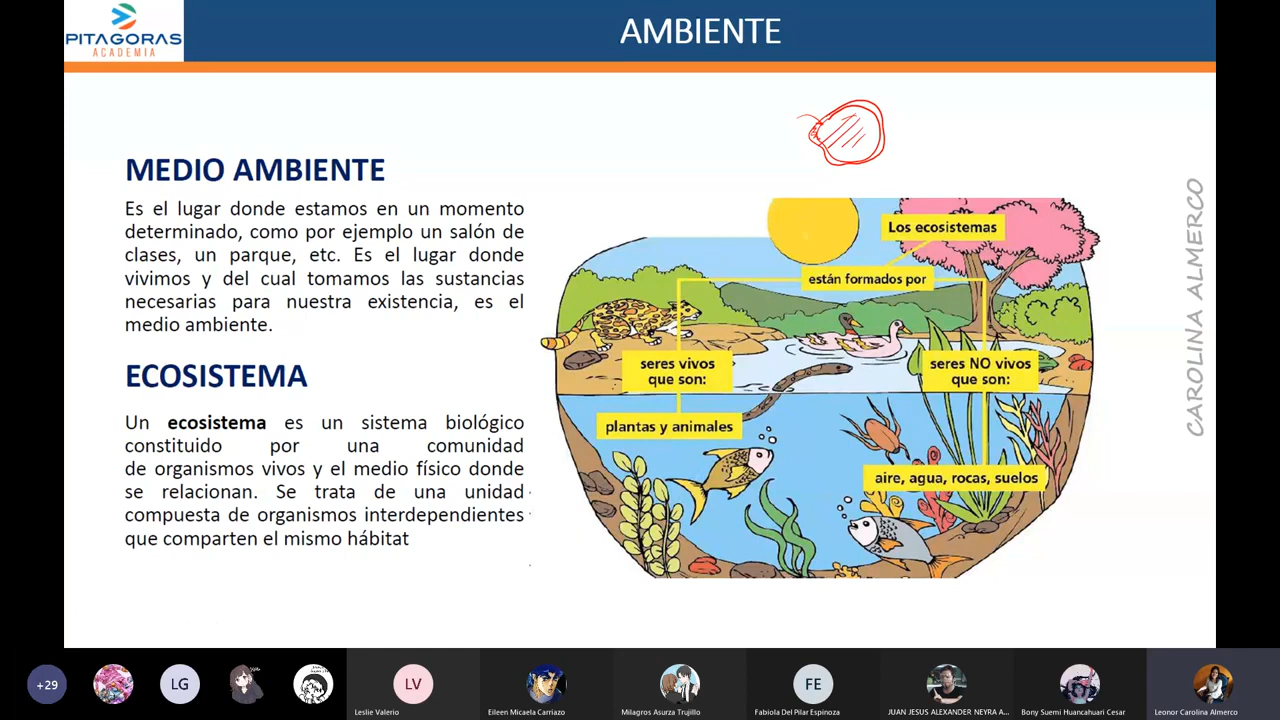 PITAGORAS
ACADEMIA
AMBIENTE
MEDIO AMBIENTE
Es el lugar donde estamos en un momento
determinado, como por ejemplo un salón de
clases, un parque, etc. Es el lugar donde
vivimos y del cual tomamos las sustancias
necesarias para nuestra existencia, es el
medio ambiente.
ECOSISTEMA
Un ecosistema es un sistema biológico
constituido por una comunidad
de organismos vivos y el medio físico donde
se relacionan. Se trata de una unidad
compuesta de organismos interdependientes
que comparten el mismo hábitat
Los ecosistemas
están formados por
seres vivos
que son:
plantas y animales
seres NO vivos
que son:
aire, agua, rocas, suelos
CAROLINA ALMERCO
+29
LG
LV
Leslie Valerio
Eileen Micaela Carriazo
Milagros Asurza Trujillo
FE
Fabiola Del Pilar Espinoza
JUAN JESUS ALEXANDER NEYRA A...
Bony Suemi Huancahuari Cesar
Leonor Carolina Almerco